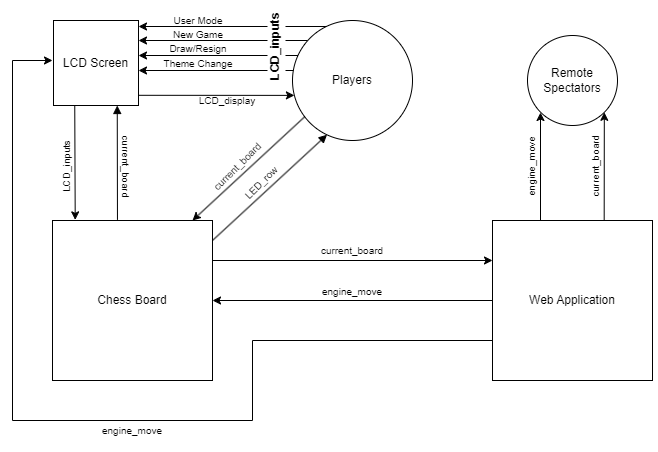 User Mode
New Game
Draw/Resign
Theme Change
LCD_inputs
LCD Screen
Players
Remote
Spectators
LCD_display
LCD_inputs
current_board
current_board
LED_row
engine_move
current_board
current_board
Chess Board
engine_move
Web Application
engine_move